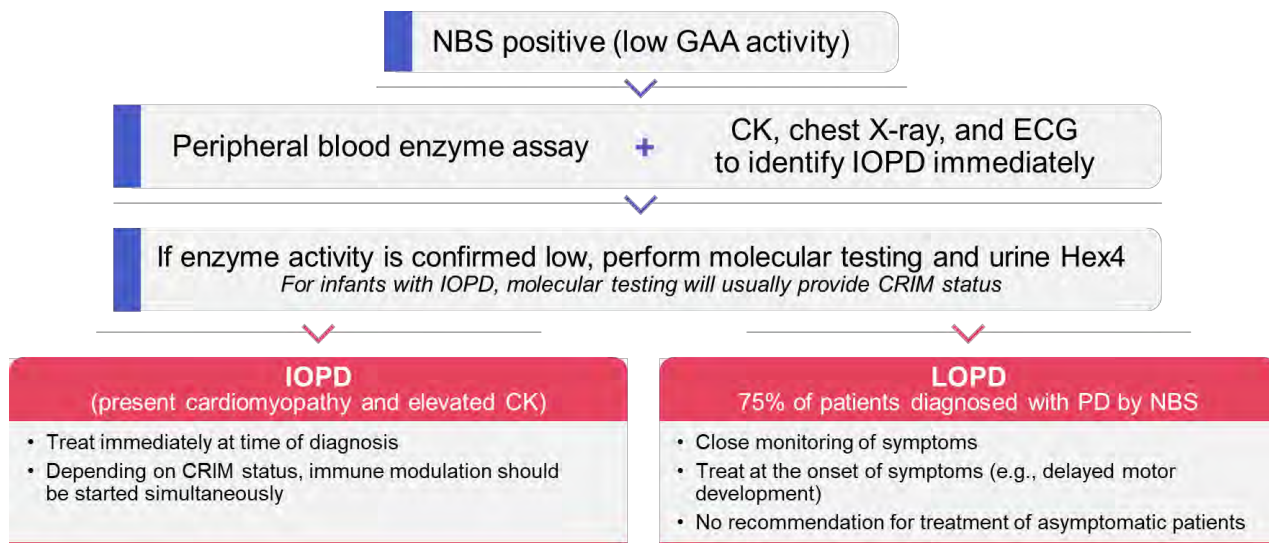 NBS positive (low GAA activity)
Peripheral blood enzyme assay
+
CK, chest X-ray, and ECG
to identify IOPD immediately
If enzyme activity is confirmed low, perform molecular testing and urine Hex4
For infants with IOPD, molecular testing will usually provide CRIM status
IOPD
(present cardiomyopathy and elevated CK)
• Treat immediately at time of diagnosis
• Depending on CRIM status, immune modulation should
be started simultaneously
LOPD
75% of patients diagnosed with PD by NBS
• Close monitoring of symptoms
• Treat at the onset of symptoms (e.g., delayed motor
development)
• No recommendation for treatment of asymptomatic patients